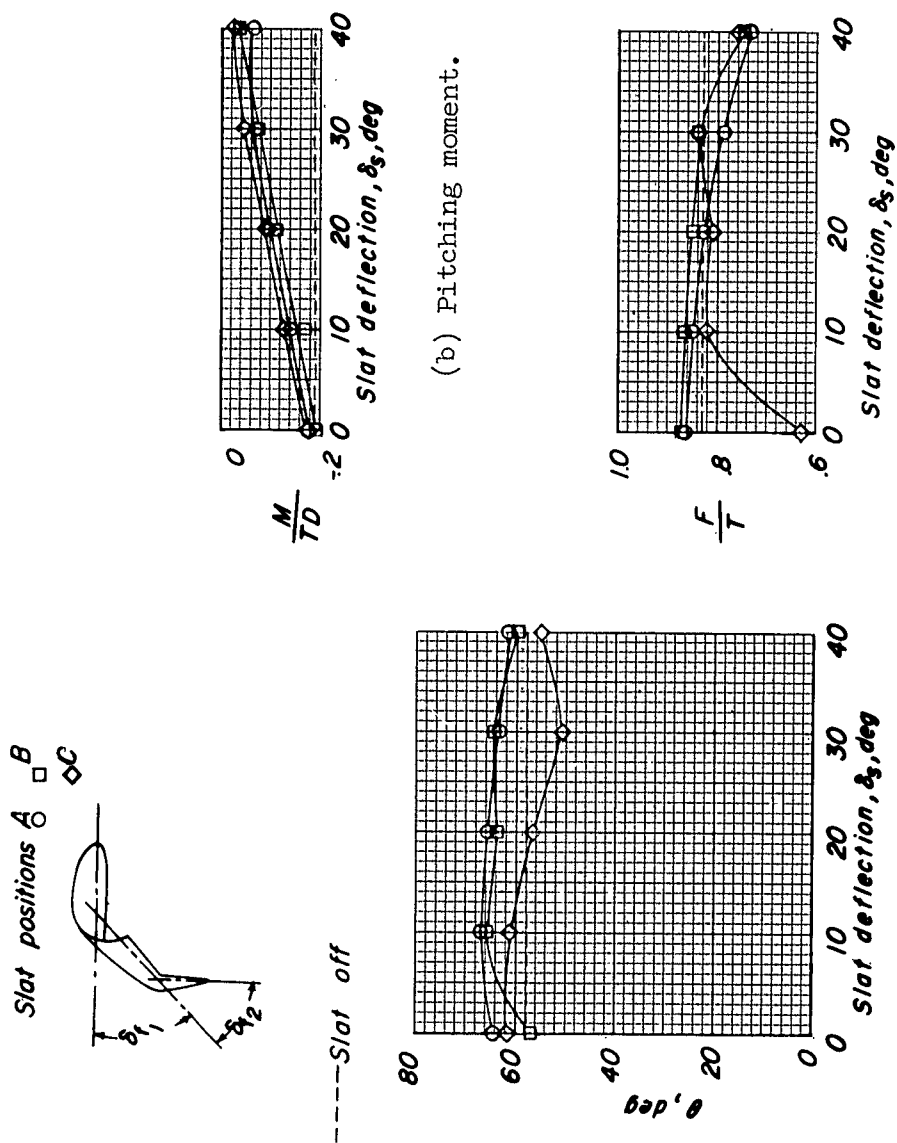 Slat positions A
B
C
δf1
δf2
Slat off
80
60
40
20
0
θ, deg
0 10 20 30 40
Slat deflection, δs, deg
0
-.2
M
TD
0 10 20 30 40
Slat deflection, δs, deg
(b) Pitching moment.
1.0
.8
.6
F
T
0 10 20 30 40
Slat deflection, δs, deg